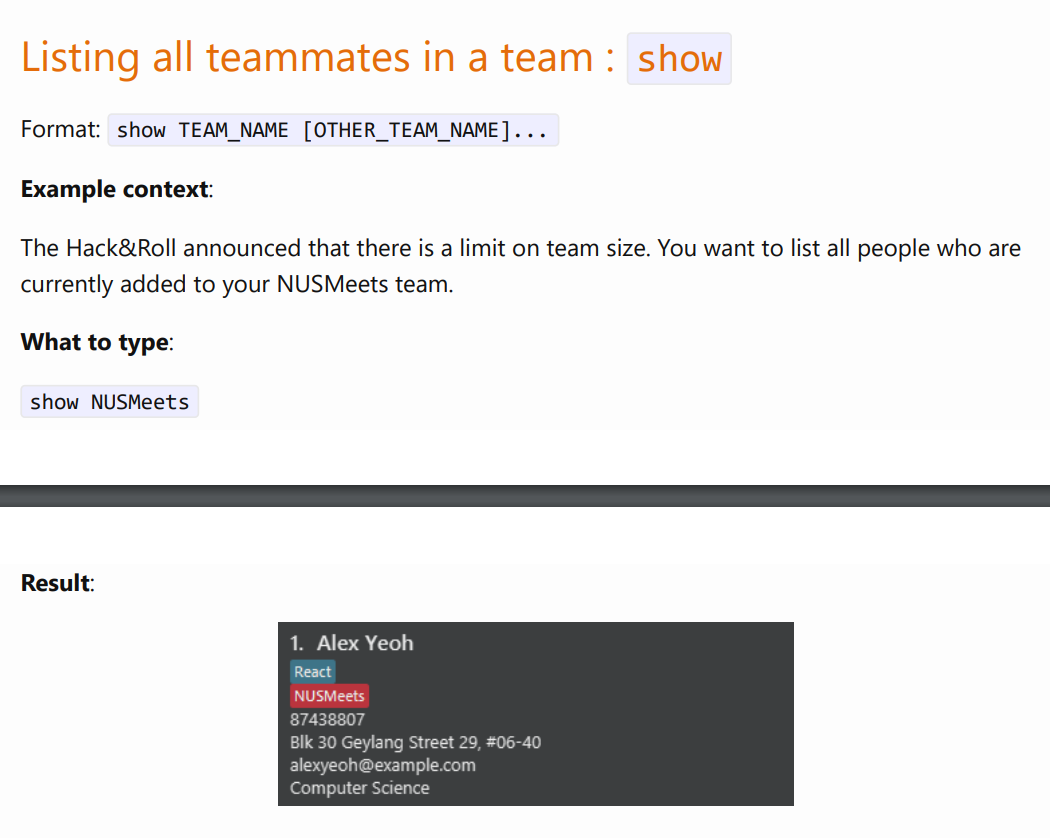 Listing all teammates in a team : show
Format: show TEAM_NAME [OTHER_TEAM_NAME]...
Example context:
The Hack&Roll announced that there is a limit on team size. You want to list all people who are
currently added to your NUSMeets team.
What to type:
show NUSMeets
Result:
1. Alex Yeoh
React
NUSMeets
87438807
Blk 30 Geylang Street 29, #06-40
alexyeoh@example.com
Computer Science